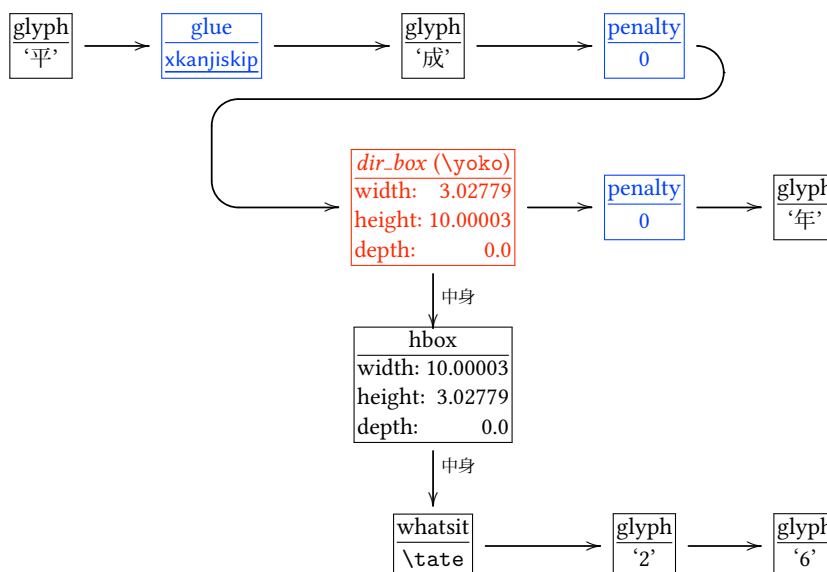 glyph
‘平’
glue
xkanjiskip
glyph
‘成’
penalty
0
dir_box (\yoko)
width: 3.02779
height: 10.00003
depth: 0.0
penalty
0
glyph
‘年’
中身
hbox
width: 10.00003
height: 3.02779
depth: 0.0
中身
whatsit
\tate
glyph
‘2’
glyph
‘6’